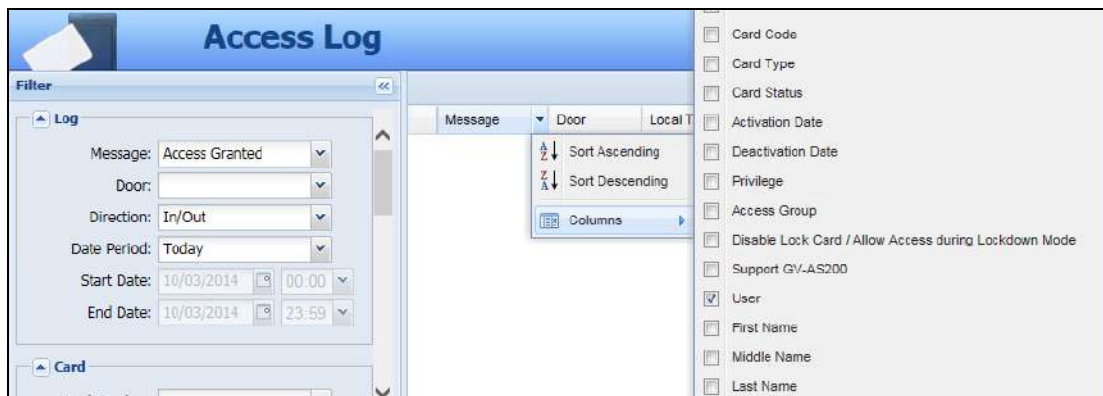 Access Log
Filter
Log
Message: Access Granted
Door:
Direction: In/Out
Date Period: Today
Start Date: 10/03/2014 00:00
End Date: 10/03/2014 23:59
Card
Message Door Local T
Sort Ascending
Sort Descending
Columns
Card Code
Card Type
Card Status
Activation Date
Deactivation Date
Privilege
Access Group
Disable Lock Card / Allow Access during Lockdown Mode
Support GV-AS200
User
First Name
Middle Name
Last Name